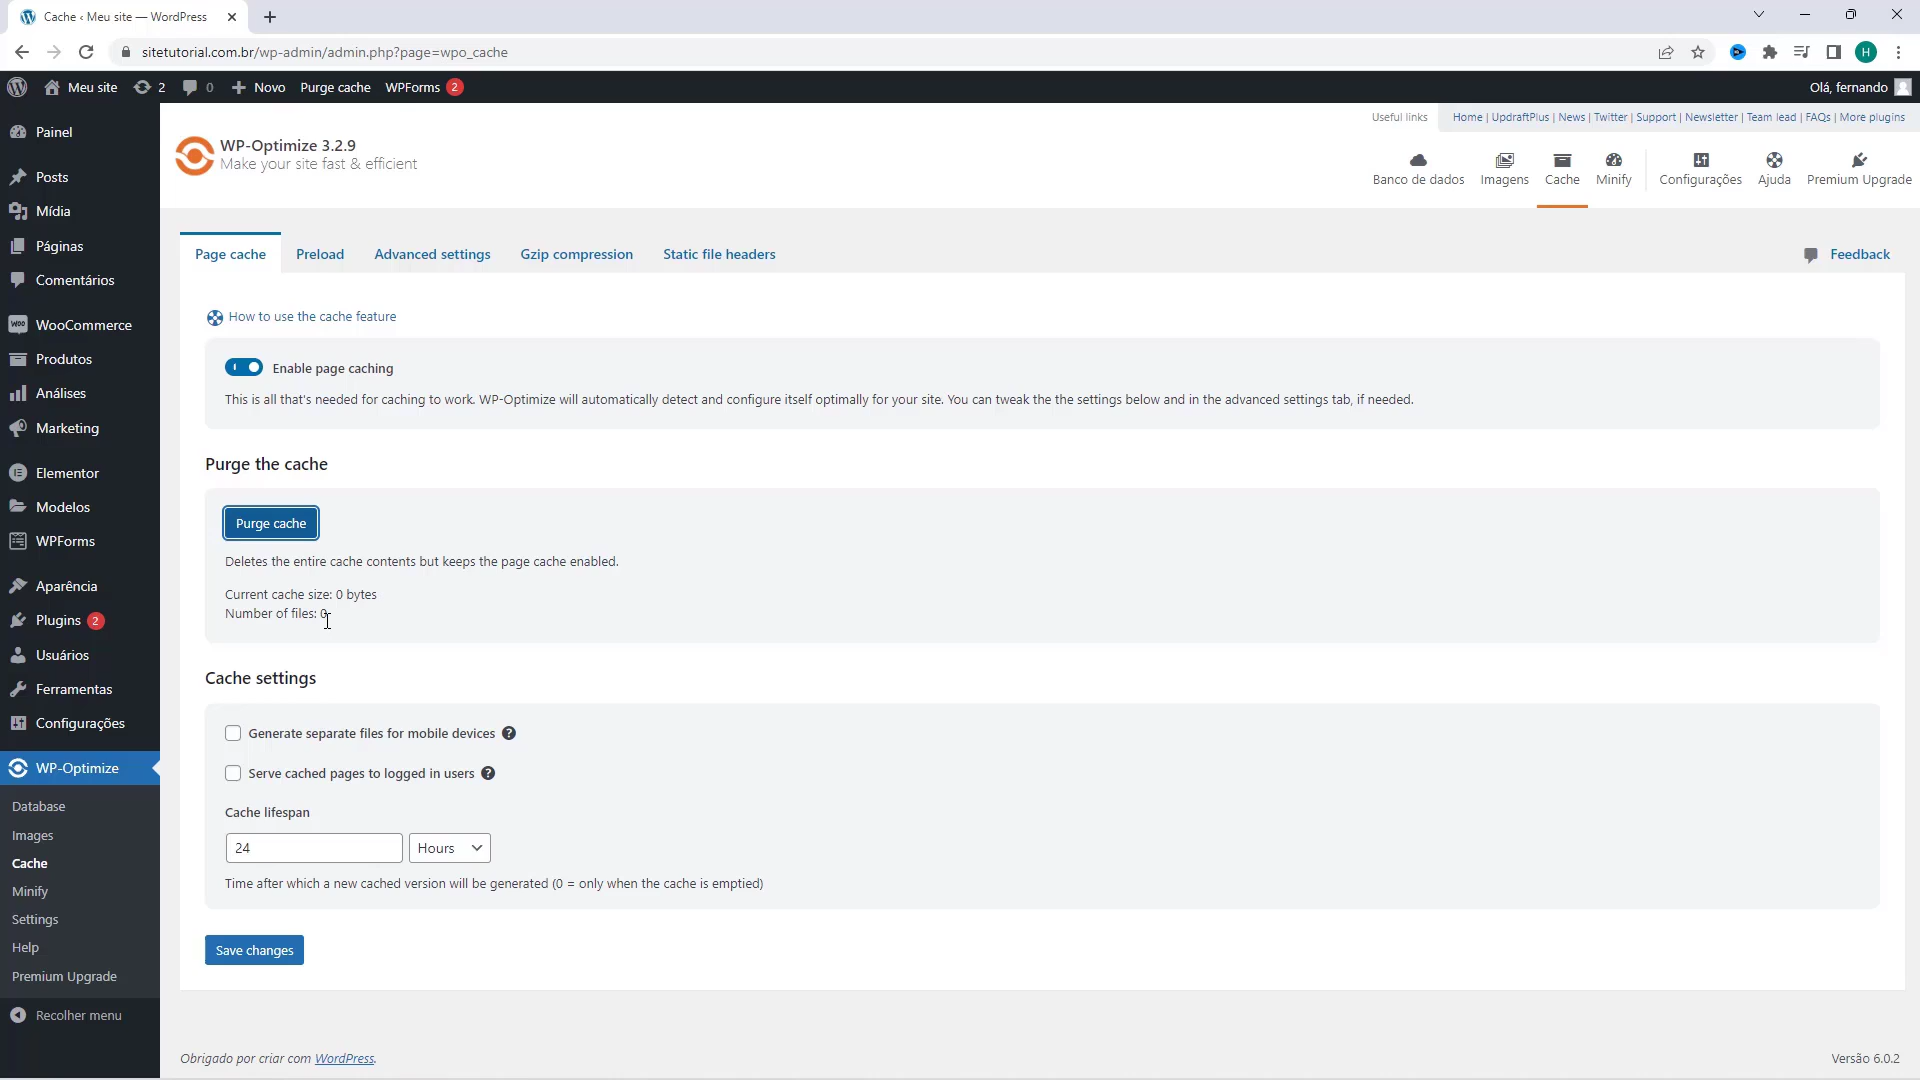 Cache ‹ Meu site — WordPress
sitetutorial.com.br/wp-admin/admin.php?page=wpo_cache
H
Meu site 2 0 Novo Purge cache WPForms 2 Olá, fernando
Painel
Posts
Mídia
Páginas
Comentários
WooCommerce
Produtos
Análises
Marketing
Elementor
Modelos
WPForms
Aparência
Plugins 2
Usuários
Ferramentas
Configurações
WP-Optimize
Database
Images
Cache
Minify
Settings
Help
Premium Upgrade
Recolher menu
Useful links Home | UpdraftPlus | News | Twitter | Support | Newsletter | Team lead | FAQs | More plugins
WP-Optimize 3.2.9
Make your site fast & efficient
Banco de dados Imagens Cache Minify Configurações Ajuda Premium Upgrade
Page cache Preload Advanced settings Gzip compression Static file headers Feedback
How to use the cache feature
Enable page caching
This is all that's needed for caching to work. WP-Optimize will automatically detect and configure itself optimally for your site. You can tweak the the settings below and in the advanced settings tab, if needed.
Purge the cache
Purge cache
Deletes the entire cache contents but keeps the page cache enabled.
Current cache size: 0 bytes
Number of files: 0
Cache settings
Generate separate files for mobile devices ?
Serve cached pages to logged in users ?
Cache lifespan
24 Hours
Time after which a new cached version will be generated (0 = only when the cache is emptied)
Save changes
Obrigado por criar com WordPress.
Versão 6.0.2